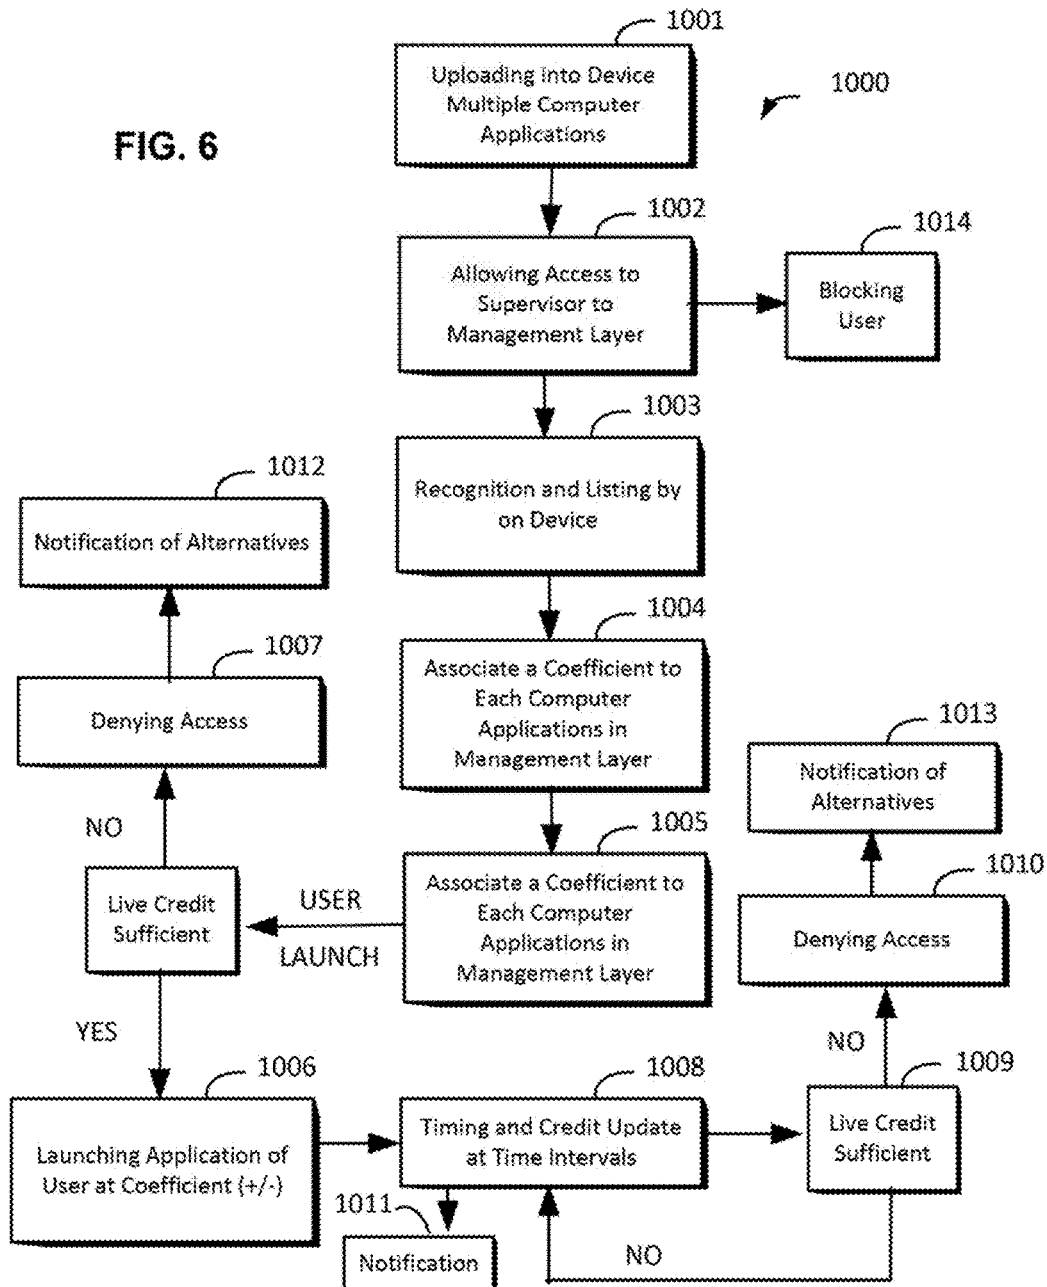 1001
Uploading into Device
Multiple Computer
Applications
1000
FIG. 6
1002
Allowing Access to
Supervisor to
Management Layer
1014
Blocking
User
1003
Recognition and Listing by
on Device
1012
Notification of Alternatives
1004
Associate a Coefficient to
Each Computer
Applications in
Management Layer
1007
Denying Access
1013
Notification of
Alternatives
NO
1005
Associate a Coefficient to
Each Computer
Applications in
Management Layer
USER
LAUNCH
Live Credit
Sufficient
1010
Denying Access
YES
NO
1006
Launching Application of
User at Coefficient (+/-)
1008
Timing and Credit Update
at Time Intervals
1009
Live Credit
Sufficient
1011
Notification
NO